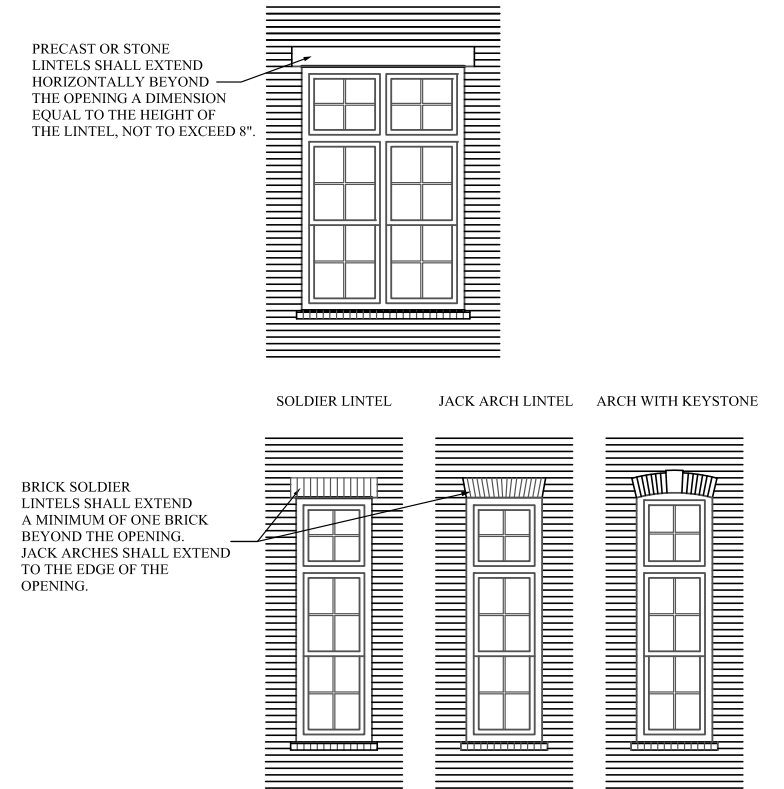 PRECAST OR STONE
LINTELS SHALL EXTEND
HORIZONTALLY BEYOND
THE OPENING A DIMENSION
EQUAL TO THE HEIGHT OF
THE LINTEL, NOT TO EXCEED 8".
SOLDIER LINTEL
JACK ARCH LINTEL
ARCH WITH KEYSTONE
BRICK SOLDIER
LINTELS SHALL EXTEND
A MINIMUM OF ONE BRICK
BEYOND THE OPENING.
JACK ARCHES SHALL EXTEND
TO THE EDGE OF THE
OPENING.